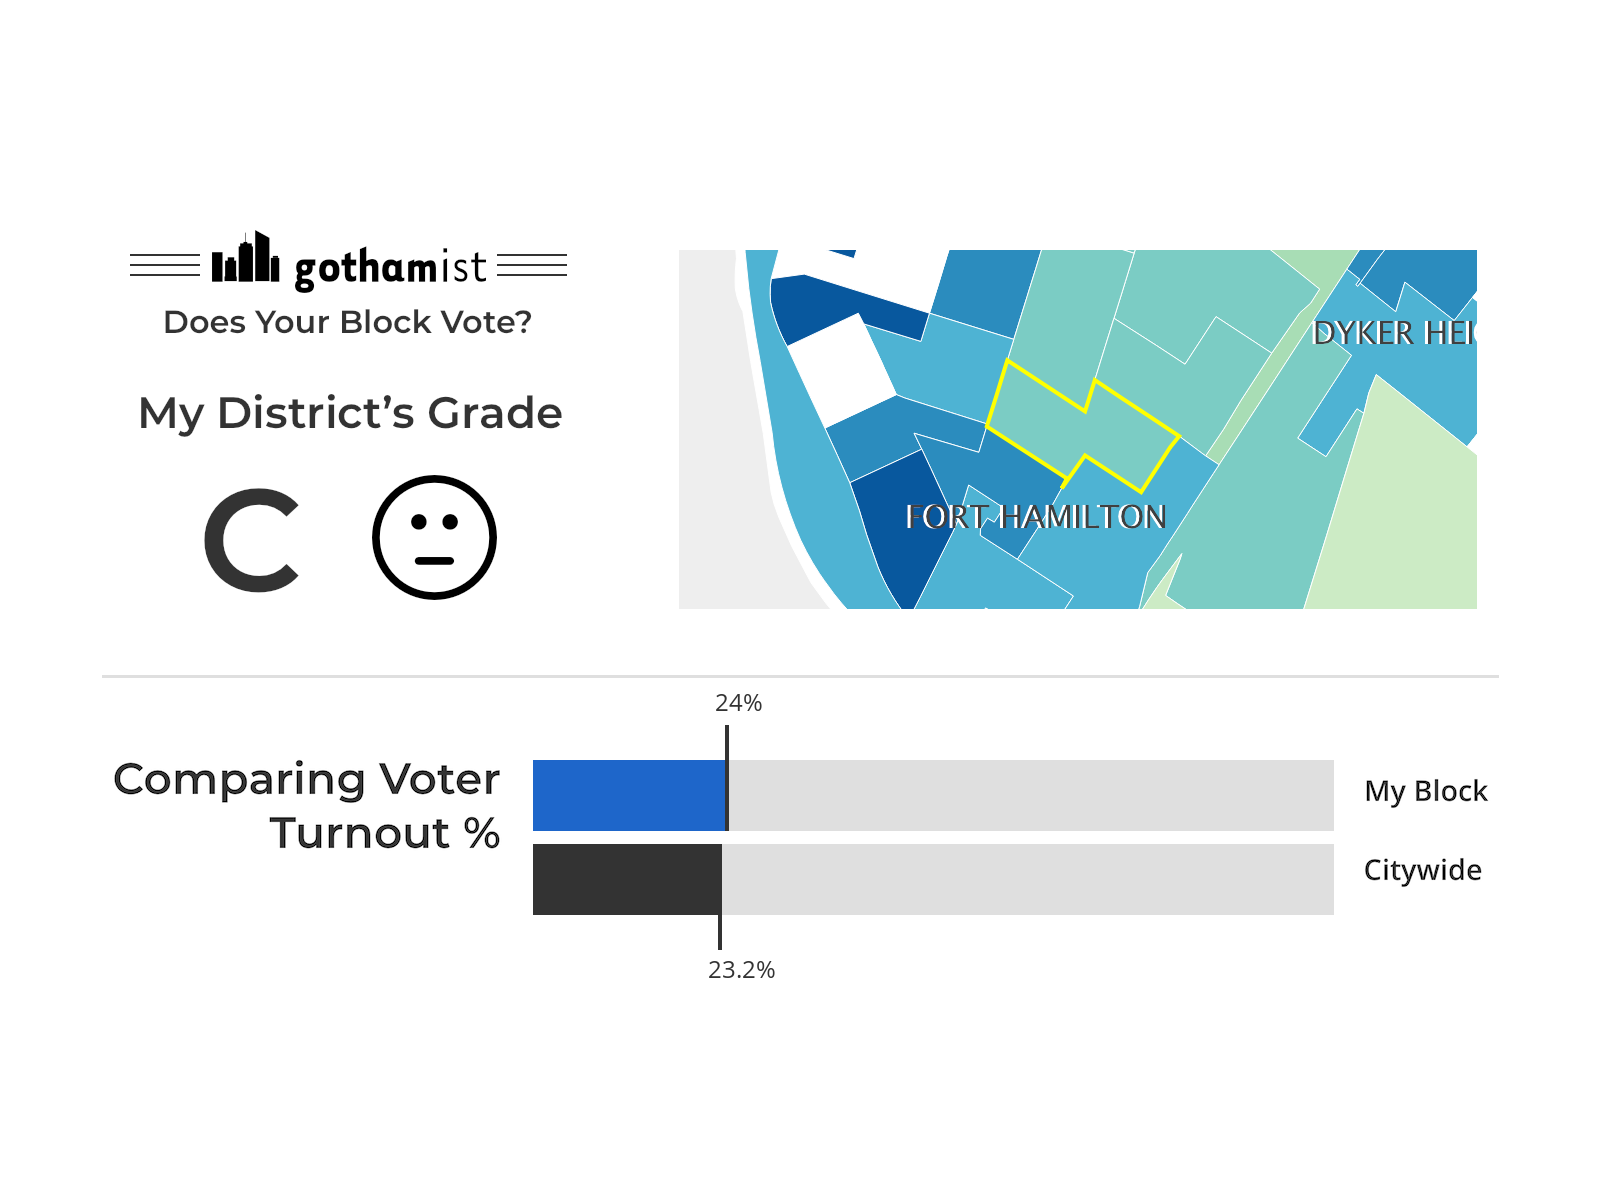 gothamist
Does Your Block Vote?
My District’s Grade
C
DYKER HEI
FORT HAMILTON
24%
Comparing Voter
Turnout %
My Block
Citywide
23.2%